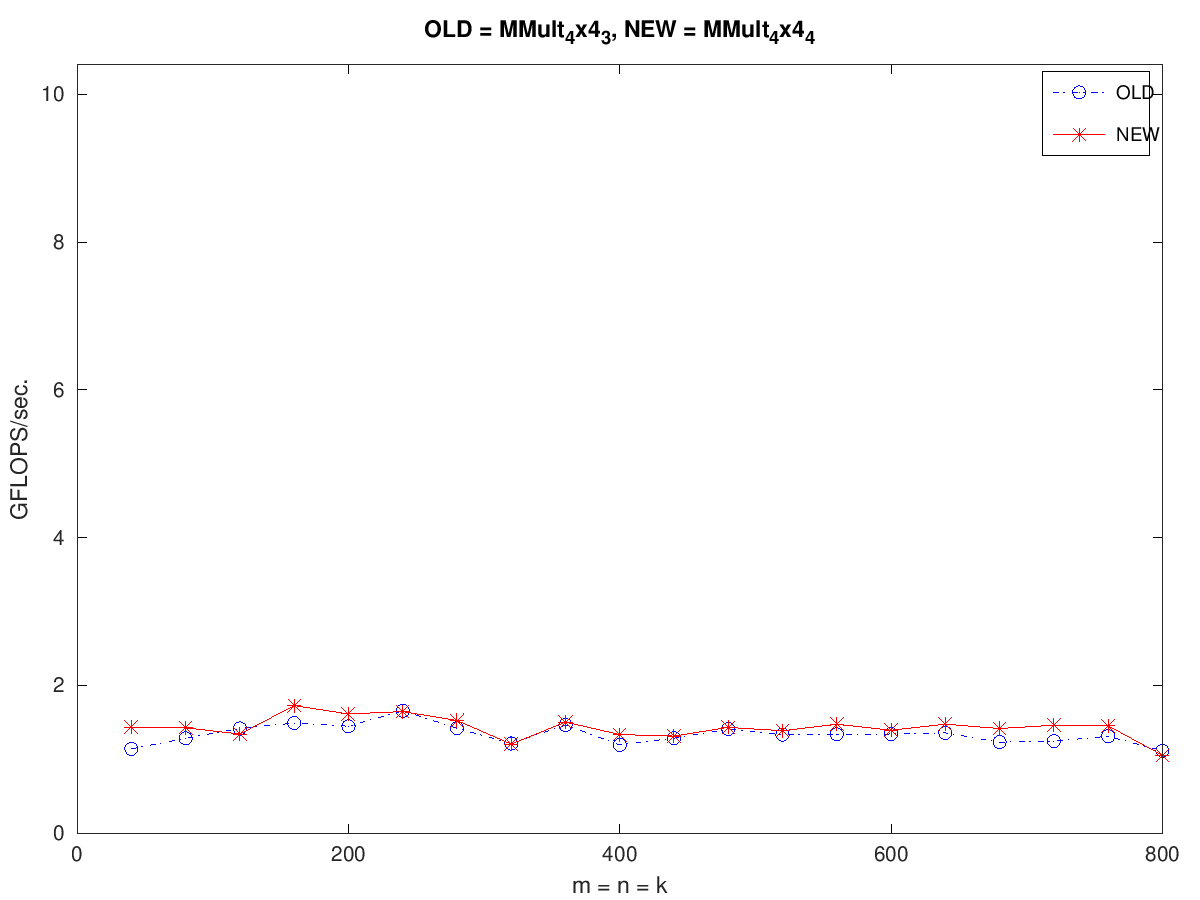 OLD = MMult₄x4₃, NEW = MMult₄x4₄
OLD
NEW
GFLOPS/sec.
10
8
6
4
2
0
0 200 400 600 800
m = n = k